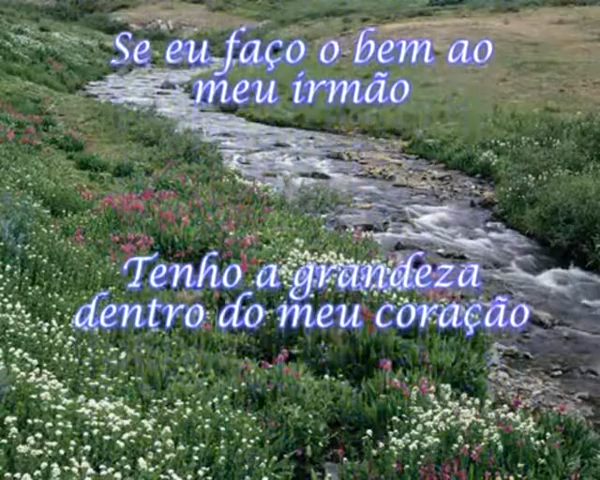 Se eu faço o bem ao
meu irmão
Tenho a grandeza
dentro do meu coração